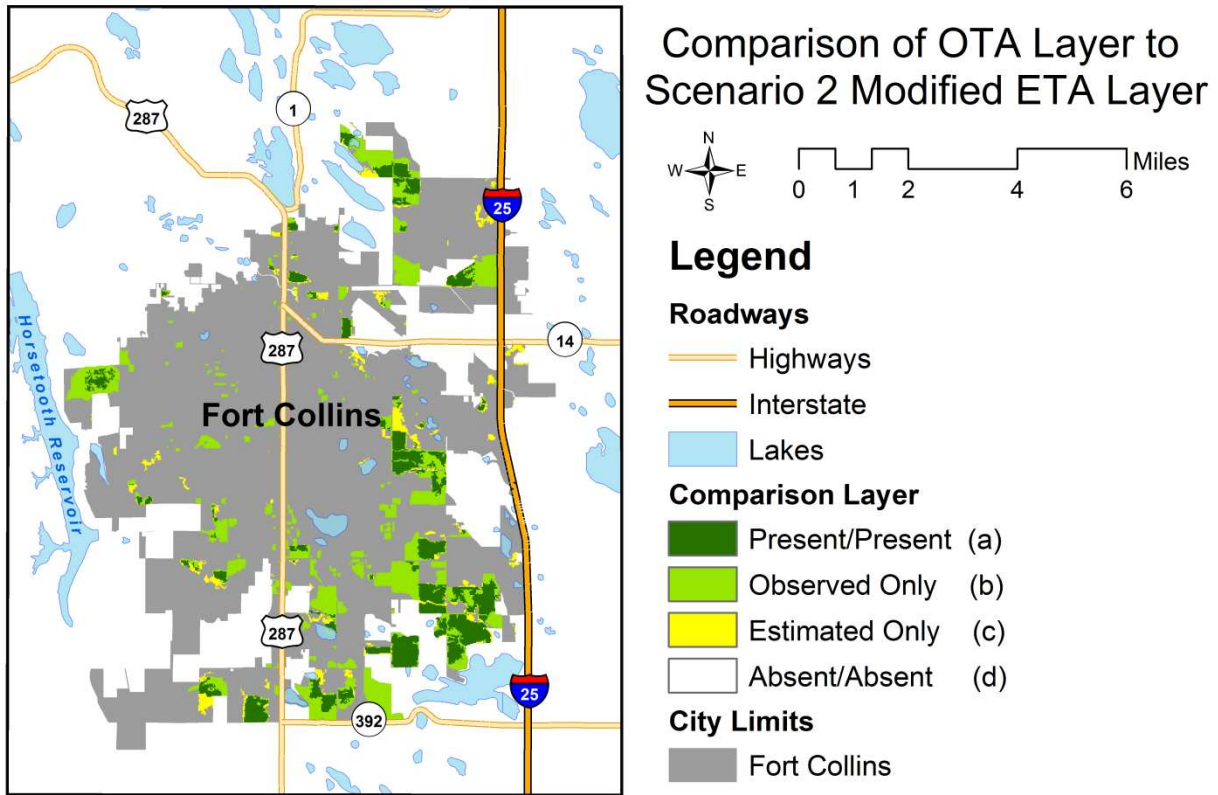 Comparison of OTA Layer to
Scenario 2 Modified ETA Layer
N
W E
S
Miles
0 1 2 4 6
Legend
Roadways
Highways
Interstate
Lakes
Comparison Layer
Present/Present (a)
Observed Only (b)
Estimated Only (c)
Absent/Absent (d)
City Limits
Fort Collins
287
1
25
14
287
Fort Collins
Horsetooth Reservoir
287
25
392